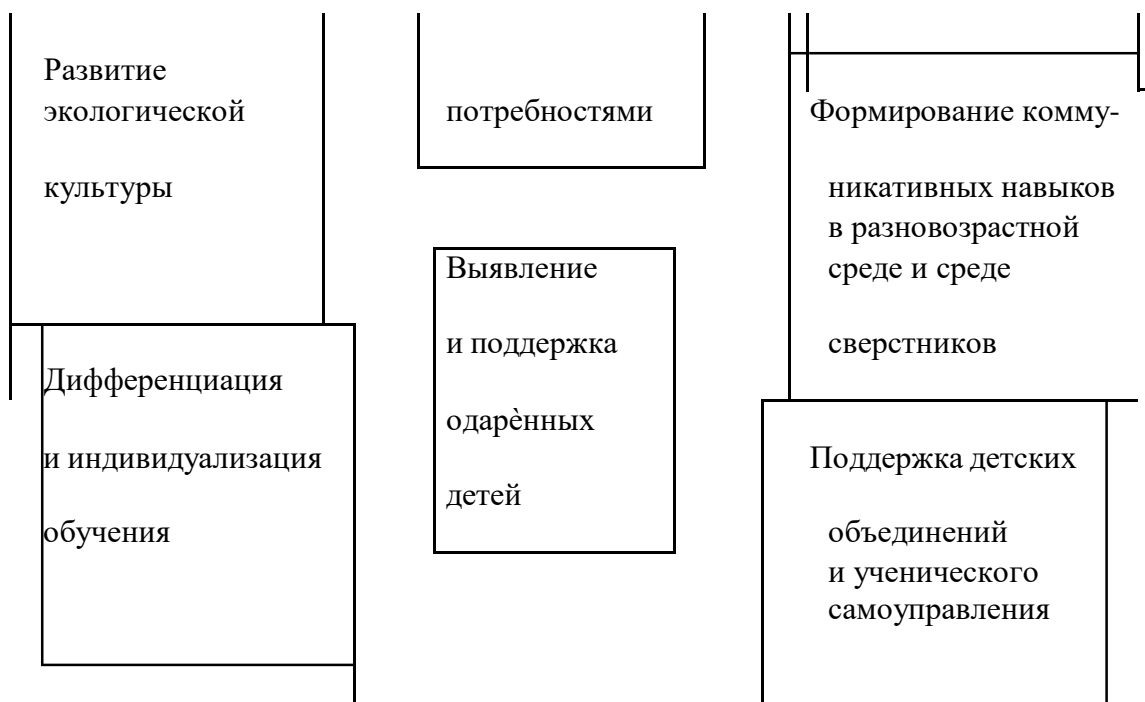 Развитие
экологической
культуры
Дифференциация
и индивидуализация
обучения
потребностями
Выявление
и поддержка
одарѐнных
детей
Формирование комму-
никативных навыков
в разновозрастной
среде и среде
сверстников
Поддержка детских
объединений
и ученического
самоуправления